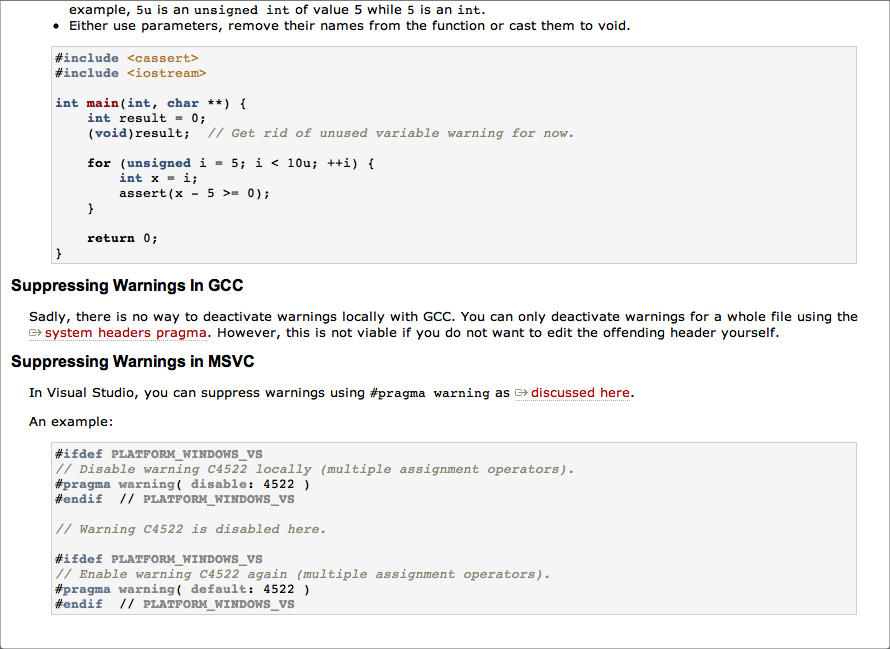 example, 5u is an unsigned int of value 5 while 5 is an int.
• Either use parameters, remove their names from the function or cast them to void.
#include <cassert>
#include <iostream>
int main(int, char **) {
    int result = 0;
    (void)result;  // Get rid of unused variable warning for now.
    for (unsigned i = 5; i < 10u; ++i) {
        int x = i;
        assert(x - 5 >= 0);
    }
    return 0;
}
Suppressing Warnings In GCC
Sadly, there is no way to deactivate warnings locally with GCC. You can only deactivate warnings for a whole file using the
system headers pragma. However, this is not viable if you do not want to edit the offending header yourself.
Suppressing Warnings in MSVC
In Visual Studio, you can suppress warnings using #pragma warning as discussed here.
An example:
#ifdef PLATFORM_WINDOWS_VS
// Disable warning C4522 locally (multiple assignment operators).
#pragma warning( disable: 4522 )
#endif  // PLATFORM_WINDOWS_VS
// Warning C4522 is disabled here.
#ifdef PLATFORM_WINDOWS_VS
// Enable warning C4522 again (multiple assignment operators).
#pragma warning( default: 4522 )
#endif  // PLATFORM_WINDOWS_VS